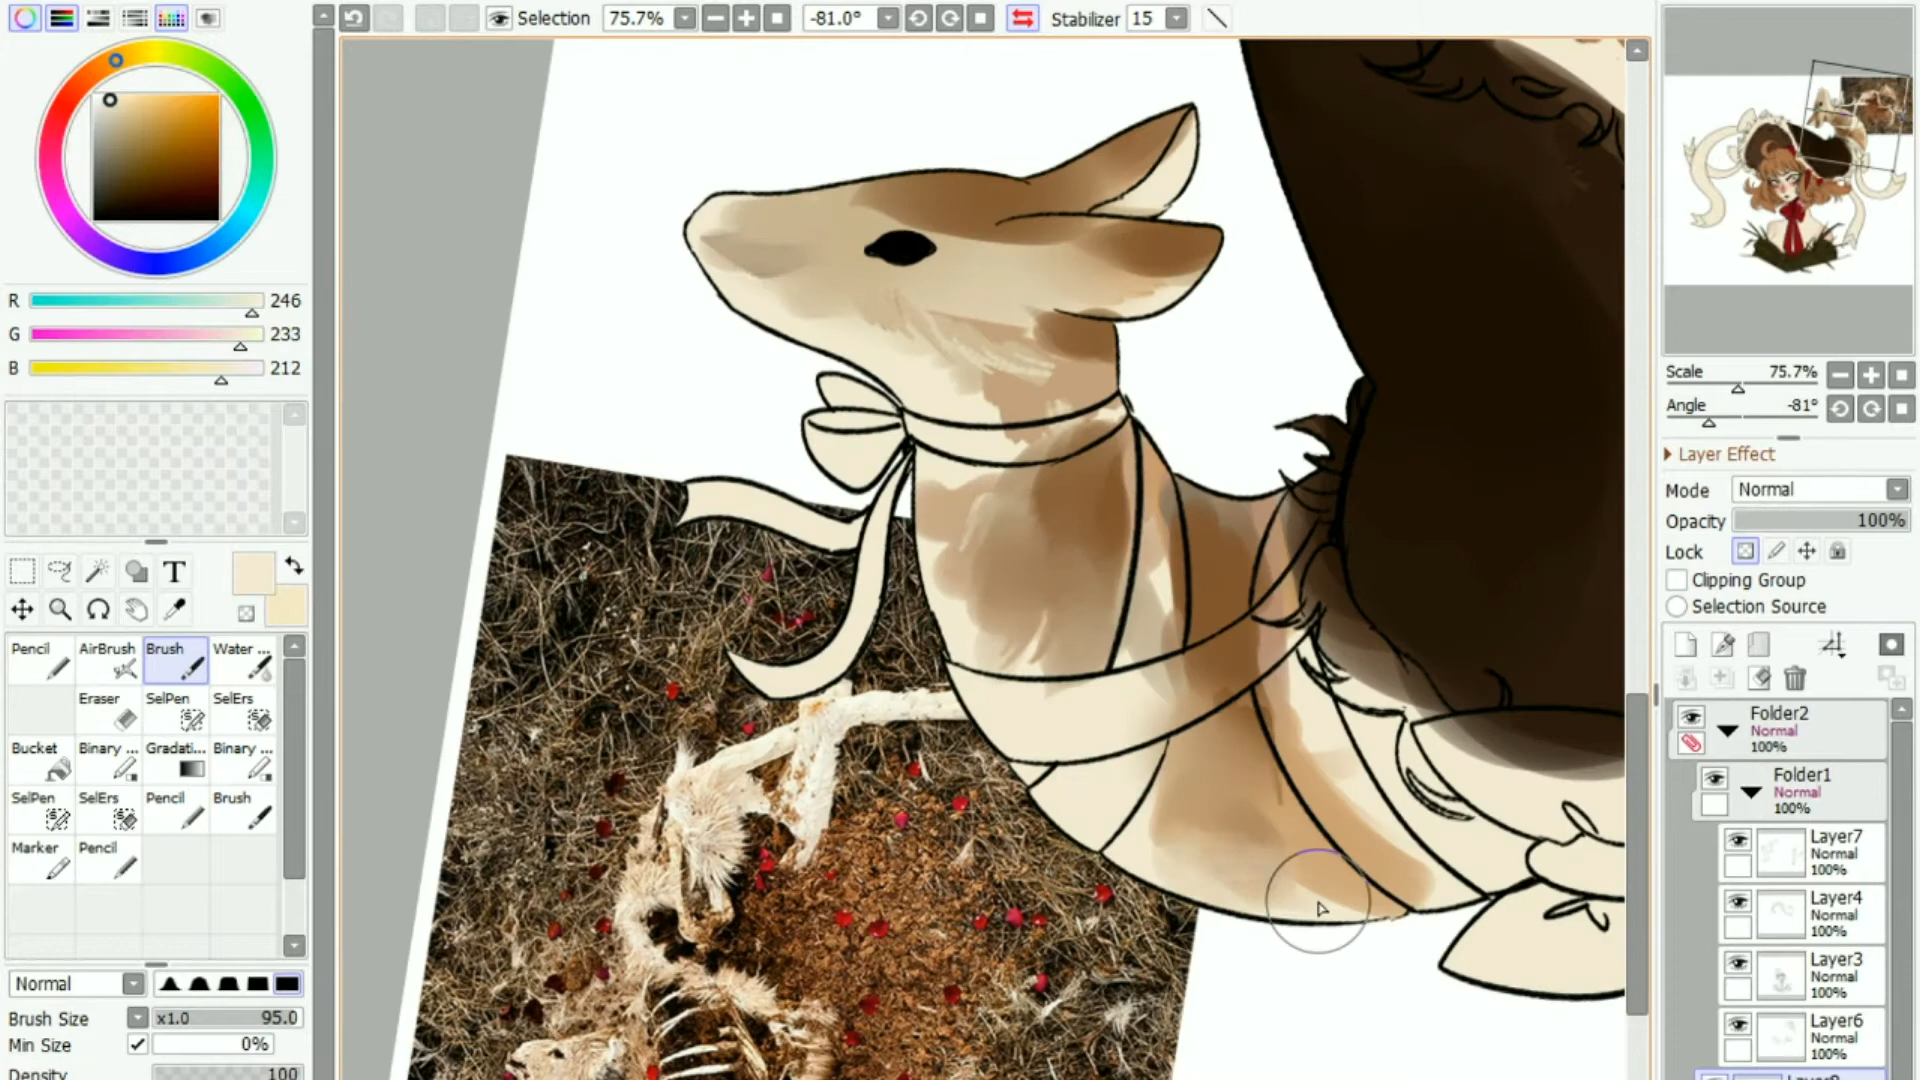 Selection 75.7% -81.0° Stabilizer 15
R 246
G 233
B 212
T
Pencil AirBrush Brush Water ...
Eraser SelPen SelErs
Bucket Binary ... Gradati... Binary ...
SelPen SelErs Pencil Brush
Marker Pencil
Normal
Brush Size x1.0 95.0
Min Size 0%
Density 100
Scale 75.7%
Angle -81°
Layer Effect
Mode Normal
Opacity 100%
Lock
Clipping Group
Selection Source
Folder2
Normal
100%
Folder1
Normal
100%
Layer7
Normal
100%
Layer4
Normal
100%
Layer3
Normal
100%
Layer6
Normal
100%